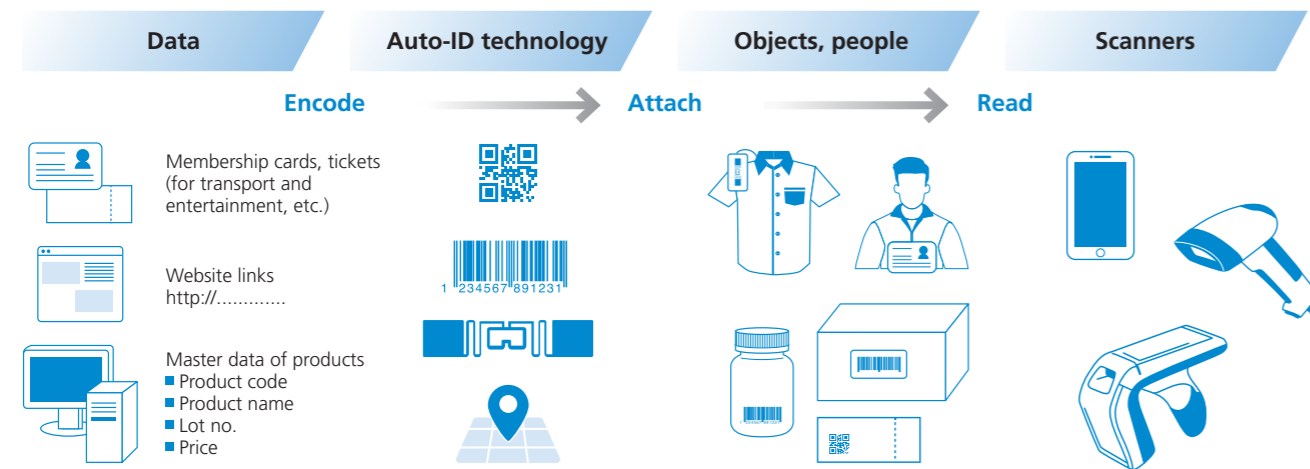 Data
Auto-ID technology
Objects, people
Scanners
Encode
Attach
Read
Membership cards, tickets
(for transport and
entertainment, etc.)
Website links
http://.............
Master data of products
■ Product code
■ Product name
■ Lot no.
■ Price
1 234567 891231